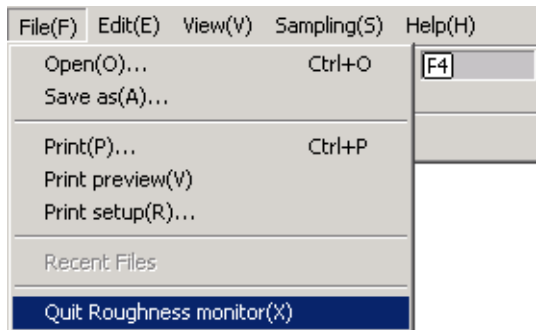 File(F) Edit(E) View(V) Sampling(S) Help(H)
Open(O)... Ctrl+O F4
Save as(A)...
Print(P)... Ctrl+P
Print preview(V)
Print setup(R)...
Recent Files
Quit Roughness monitor(X)